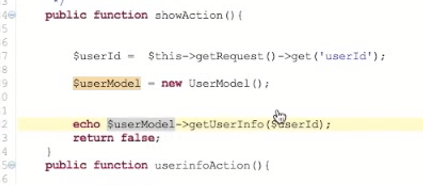 */
public function showAction(){
$userId = $this->getRequest()->get('userId');
$userModel = new UserModel();
echo $userModel->getUserInfo($userId);
return false;
}
public function userinfoAction(){